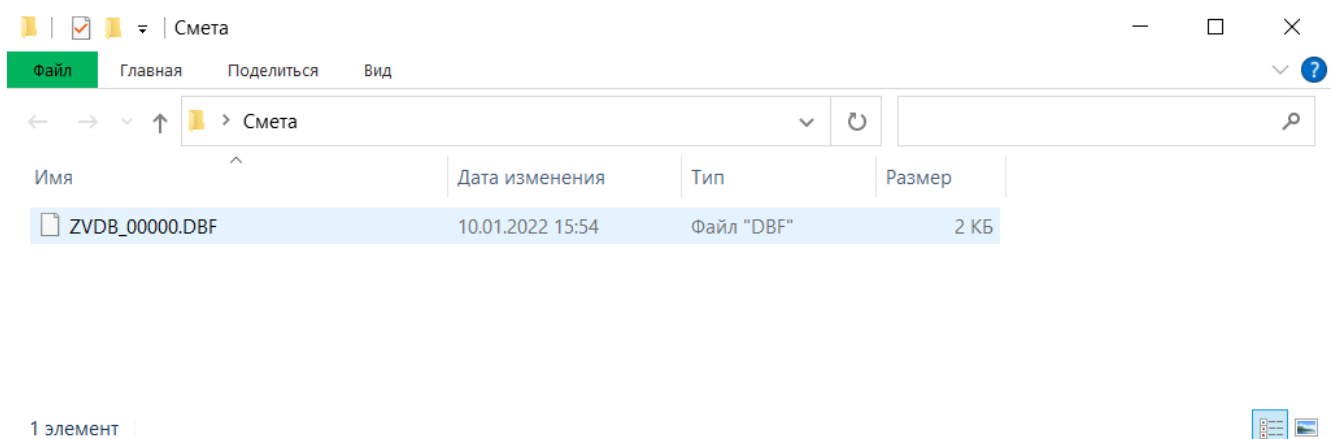 Смета
Файл Главная Поделиться Вид ?
Смета
Имя Дата изменения Тип Размер
ZVDB_00000.DBF 10.01.2022 15:54 Файл "DBF" 2 КБ
1 элемент